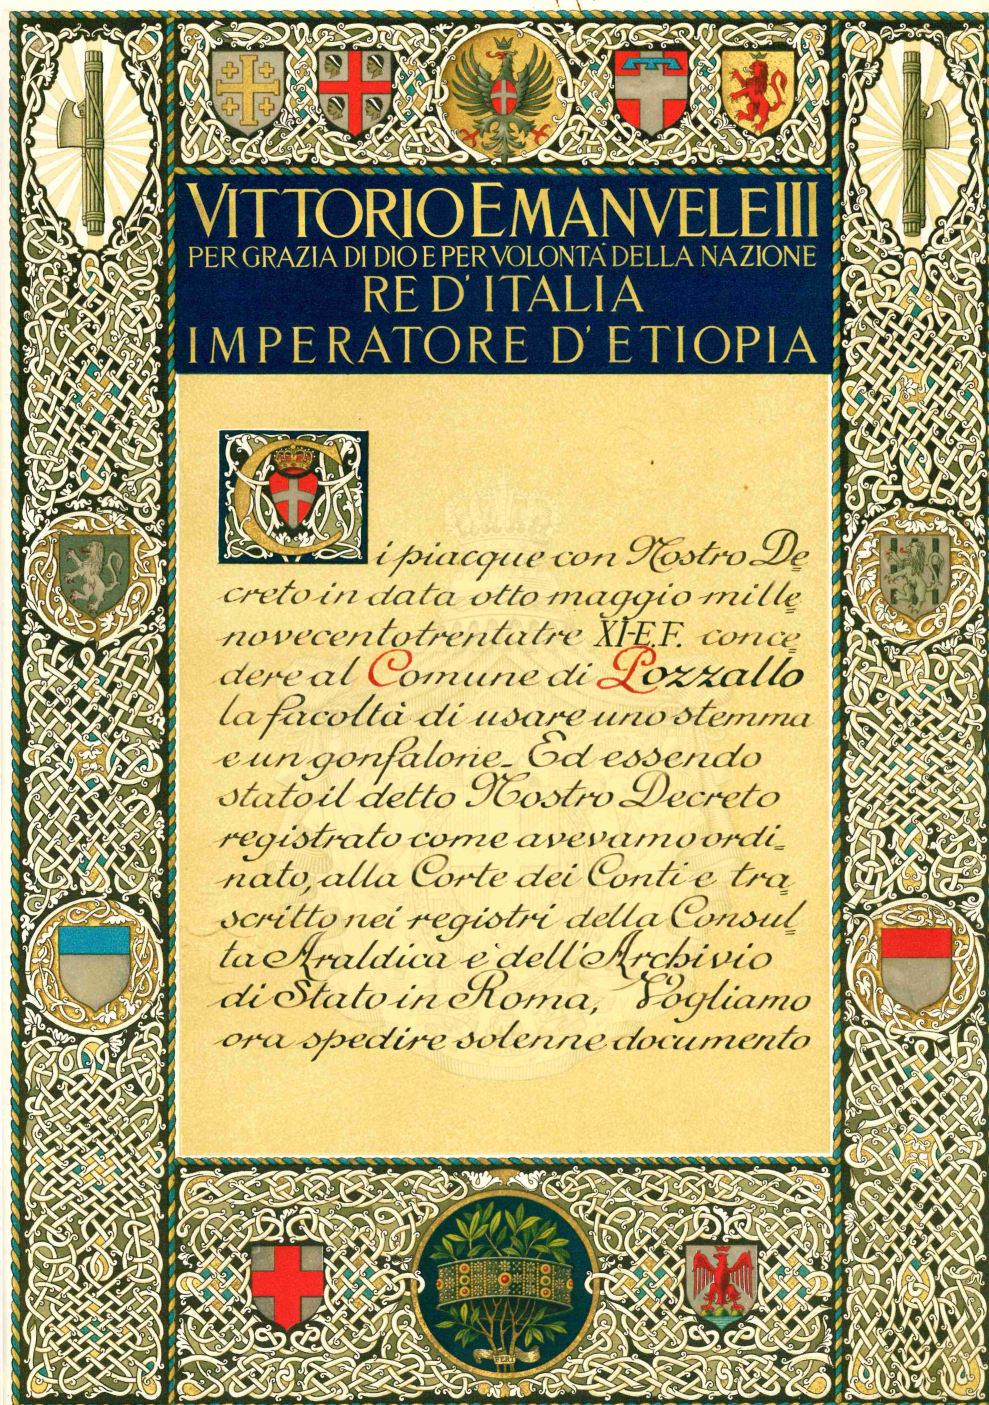 VITTORIO EMANVELE III
PER GRAZIA DI DIO E PER VOLONTA' DELLA NAZIONE
RE D'ITALIA
IMPERATORE D'ETIOPIA
Ci piacque con Nostro De=
creto in data otto maggio mille=
novecentotrentatre XI-E.F. conce=
dere al Comune di Pozzallo
la facoltà di usare uno stemma
e un gonfalone. Ed essendo
stato il detto Nostro Decreto
registrato come avevamo ordi=
nato, alla Corte dei Conti e tra=
scritto nei registri della Consul=
ta Araldica e dell'Archivio
di Stato in Roma, Vogliamo
ora spedire solenne documento
FERT